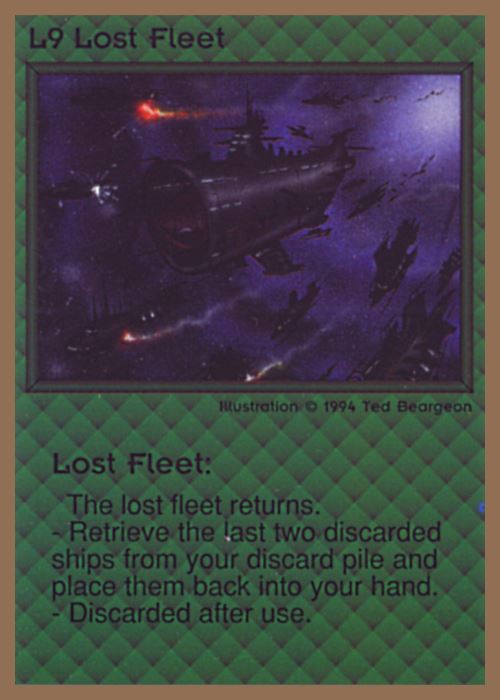 L9 Lost Fleet
Illustration © 1994 Ted Beargeon
Lost Fleet:
The lost fleet returns.
- Retrieve the last two discarded
ships from your discard pile and
place them back into your hand.
- Discarded after use.